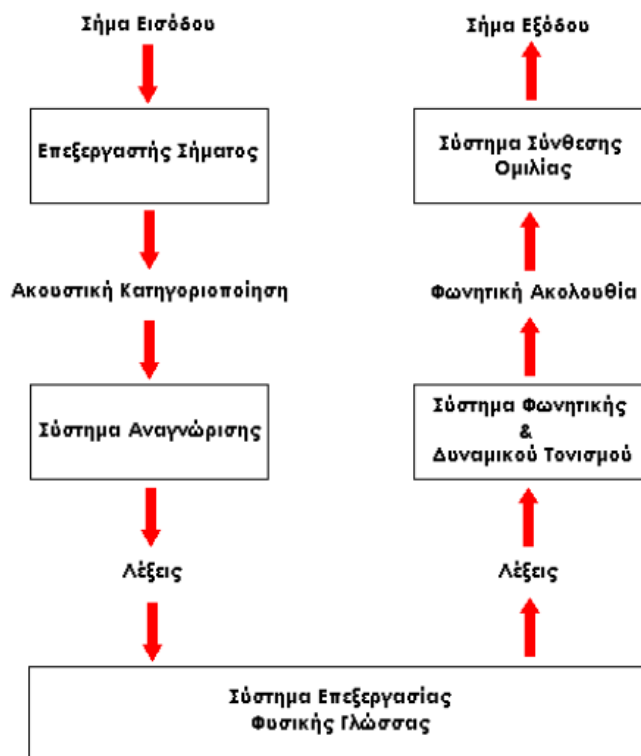 Σήμα Εισόδου
Επεξεργαστής Σήματος
Ακουστική Κατηγοριοποίηση
Σύστημα Αναγνώρισης
Λέξεις
Σύστημα Επεξεργασίας
Φυσικής Γλώσσας
Λέξεις
Σύστημα Φωνητικής
&
Δυναμικού Τονισμού
Φωνητική Ακολουθία
Σύστημα Σύνθεσης
Ομιλίας
Σήμα Εξόδου